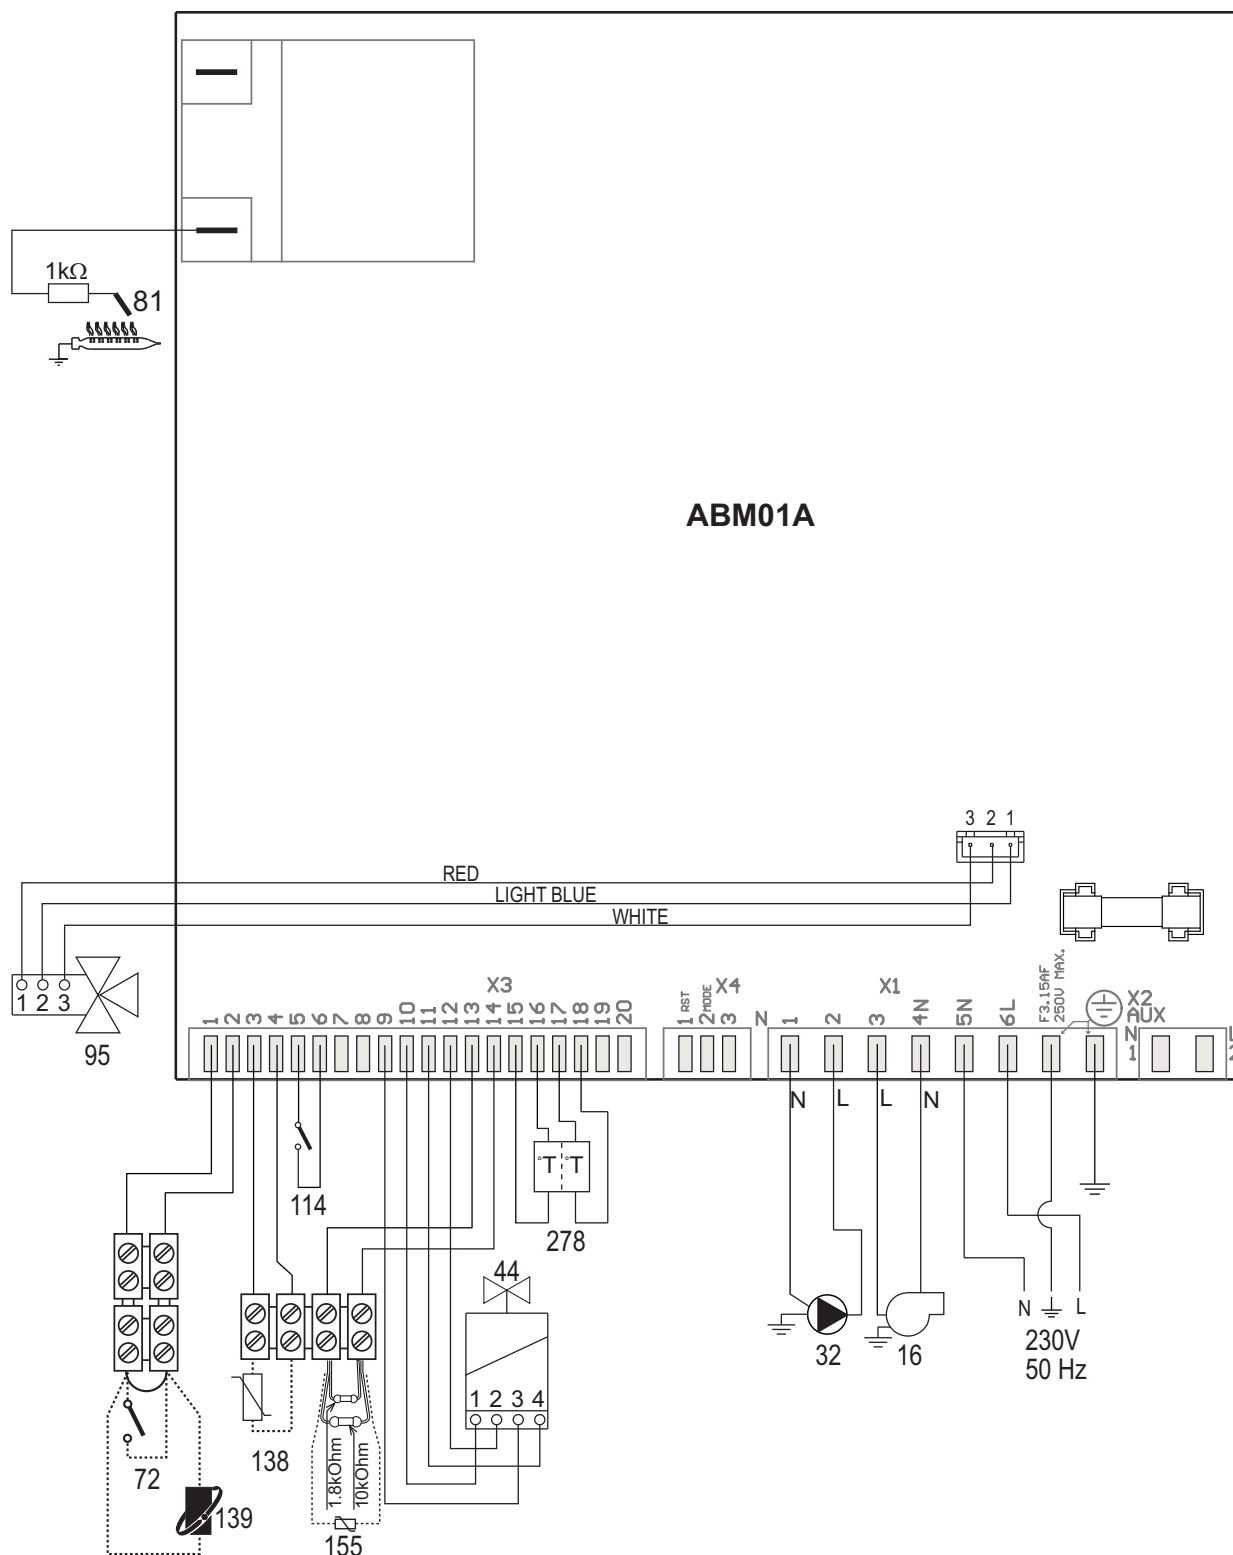 1kΩ
81
ABM01A
3 2 1
RED
LIGHT BLUE
WHITE
1 2 3
95
X3
1 2 3 4 5 6 7 8 9 10 11 12 13 14 15 16 17 18 19 20
X4
1 RST
2 MODE
3
X1
N 1 2 3 4N 5N 6L
F3.15AF
250V MAX.
X2
AUX
N
1
L
2
N L L N
°T °T
114
278
44
1 2 3 4
N L
230V
50 Hz
32
16
72
139
138
1.8kOhm
10kOhm
155